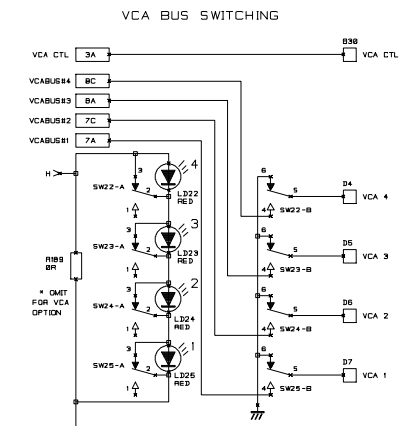 VCA BUS SWITCHING
VCA CTL 3A B30 VCA CTL
VCABUS#4 8C
VCABUS#3 8A
VCABUS#2 7C
VCABUS#1 7A
H
3 4 6
SW22-A 2 LD22 RED 1
D4 5 VCA 4
4 SW22-B
3 3 6
SW23-A 2 LD23 RED 1
D5 5 VCA 3
4 SW23-B
R189
0R
* OMIT
FOR VCA
OPTION
3 2 6
SW24-A 2 LD24 RED 1
D6 5 VCA 2
4 SW24-B
3 1 6
SW25-A 2 LD25 RED 1
D7 5 VCA 1
4 SW25-B